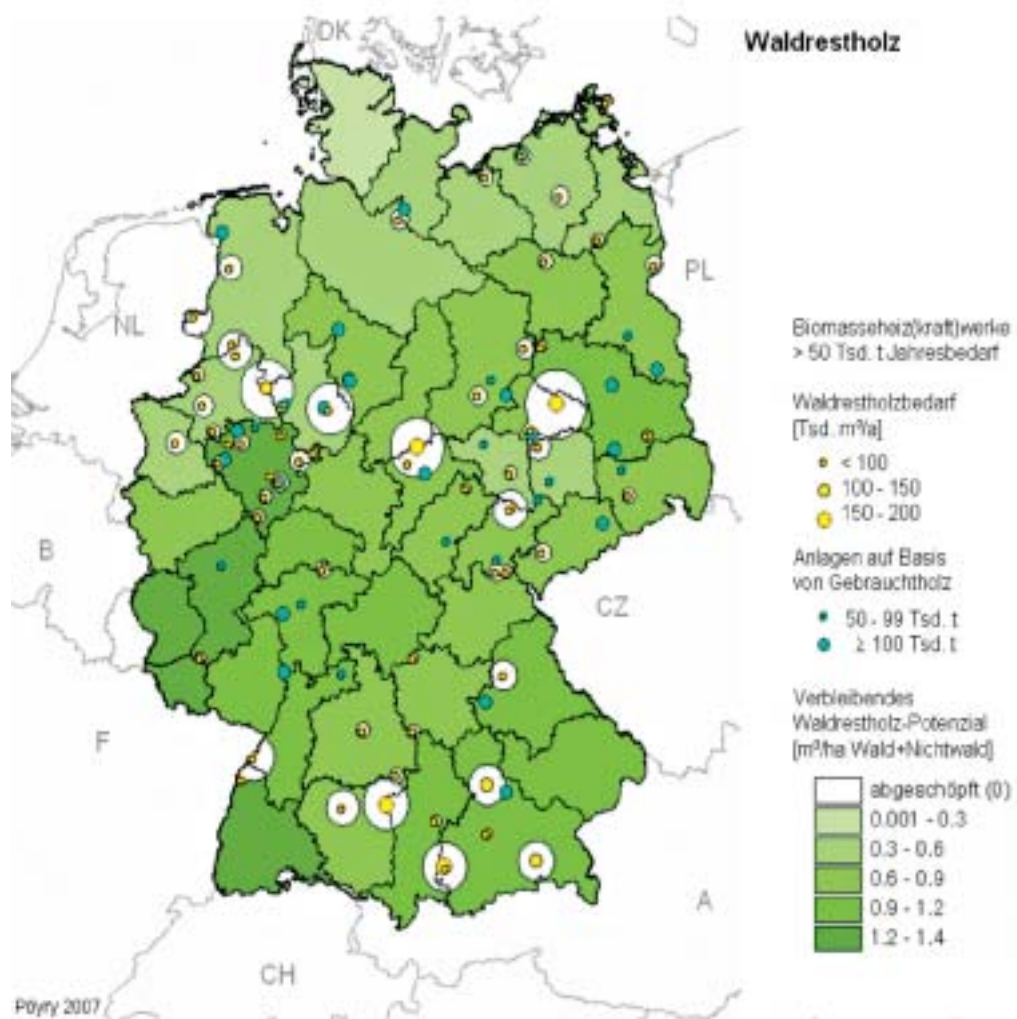 Waldrestholz
DK
PL
NL
B
CZ
F
A
CH
Biomasseheiz(kraft)werke
> 50 Tsd. t Jahresbedarf
Waldrestholzbedarf
[Tsd. m³/a]
< 100
100 - 150
150 - 200
Anlagen auf Basis
von Gebrauchtholz
50 - 99 Tsd. t
≥ 100 Tsd. t
Verbleibendes
Waldrestholz-Potenzial
[m³/ha Wald+Nichtwald]
abgeschöpft (0)
0.001 - 0.3
0.3 - 0.6
0.6 - 0.9
0.9 - 1.2
1.2 - 1.4
Pöyry 2007